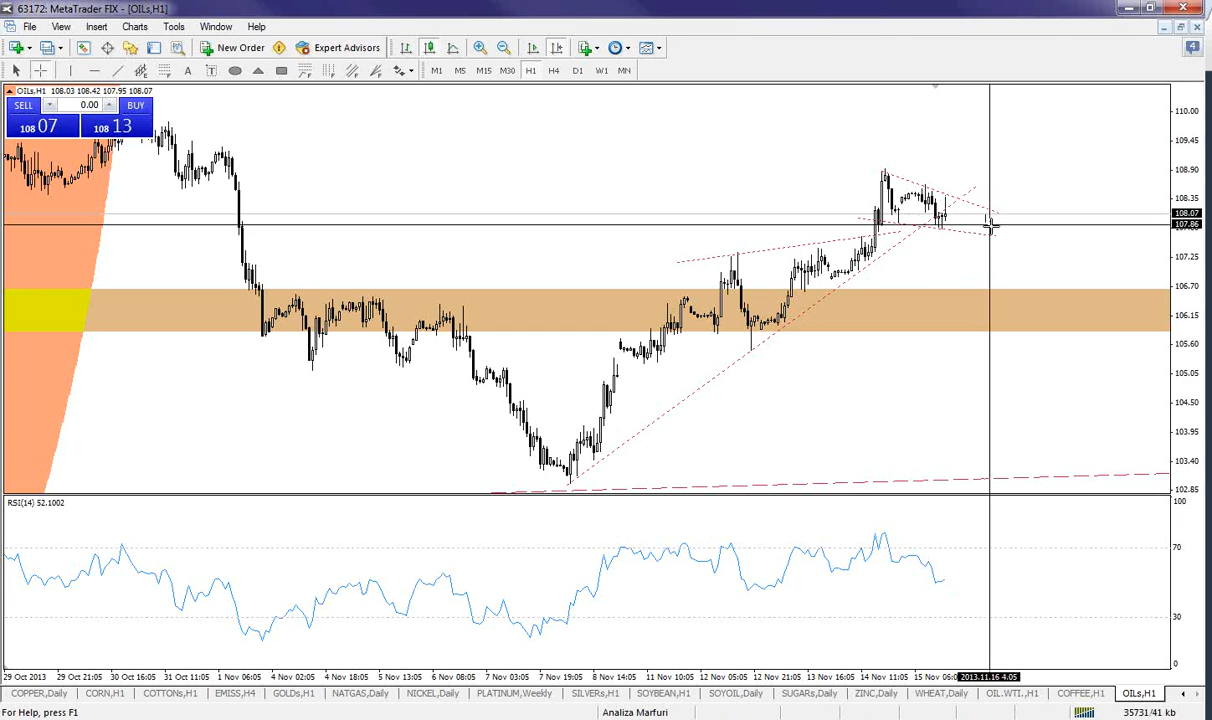 63172: MetaTrader FIX - [OILs,H1]
File View Insert Charts Tools Window Help
New Order Expert Advisors 4
A T M1 M5 M15 M30 H1 H4 D1 W1 MN
OILs,H1 108.03 108.42 107.95 108.07
SELL 0.00 BUY
108 07 108 13
110.00
109.45
108.90
108.35
108.07
107.86
107.25
106.70
106.15
105.60
105.05
104.50
103.95
103.40
102.85
RSI(14) 52.1002
100
70
30
0
29 Oct 2013 29 Oct 21:05 30 Oct 16:05 31 Oct 11:05 1 Nov 06:05 4 Nov 02:05 4 Nov 18:05 5 Nov 13:05 6 Nov 08:05 7 Nov 03:05 7 Nov 19:05 8 Nov 14:05 11 Nov 10:05 12 Nov 05:05 12 Nov 21:05 13 Nov 16:05 14 Nov 11:05 15 Nov 06:0 2013.11.16 4.05
COPPER,Daily CORN,H1 COTTONs,H1 EMISS,H4 GOLDs,H1 NATGAS,Daily NICKEL,Daily PLATINUM,Weekly SILVERs,H1 SOYBEAN,H1 SOYOIL,Daily SUGARs,Daily ZINC,Daily WHEAT,Daily OIL.WTI.,H1 COFFEE,H1 OILs,H1
For Help, press F1 Analiza Marfuri 35731/41 kb